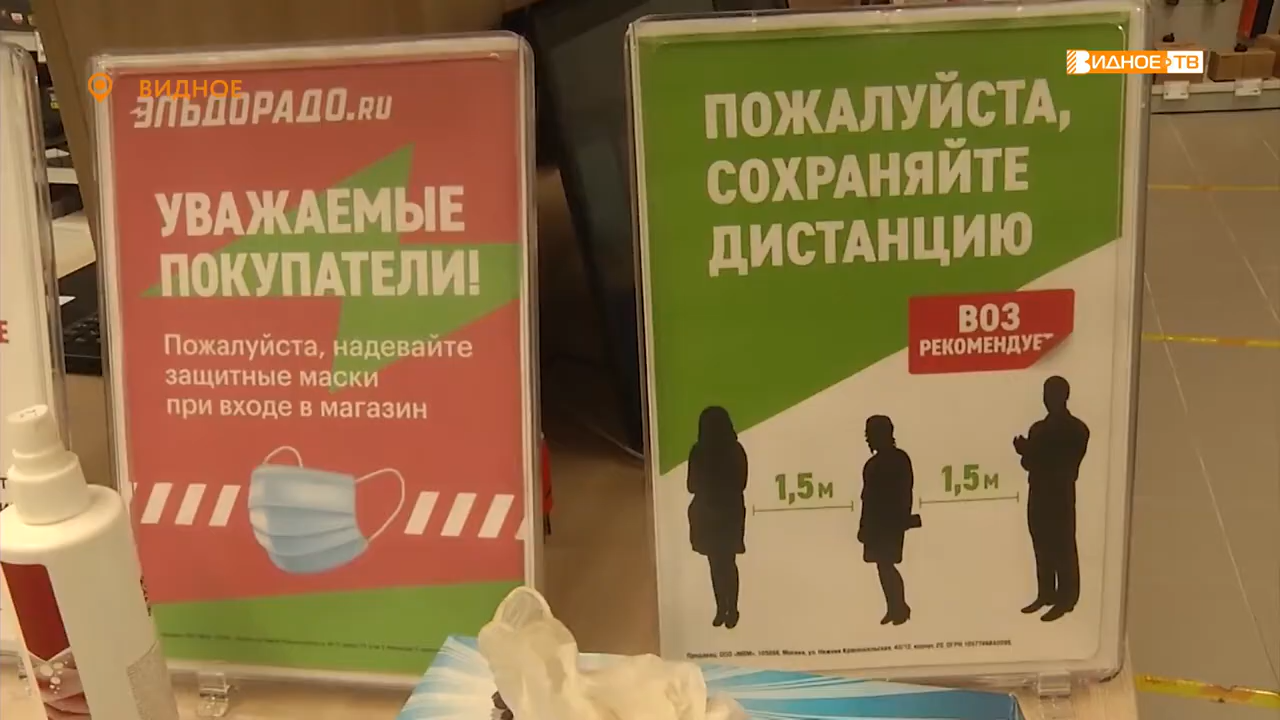 ВИДНОЕ
ВИДНОЕ ТВ
ЭЛЬДОРАДО.RU
УВАЖАЕМЫЕ
ПОКУПАТЕЛИ!
Пожалуйста, надевайте
защитные маски
при входе в магазин
ПОЖАЛУЙСТА,
СОХРАНЯЙТЕ
ДИСТАНЦИЮ
ВОЗ
РЕКОМЕНДУЕТ
1,5м
1,5м